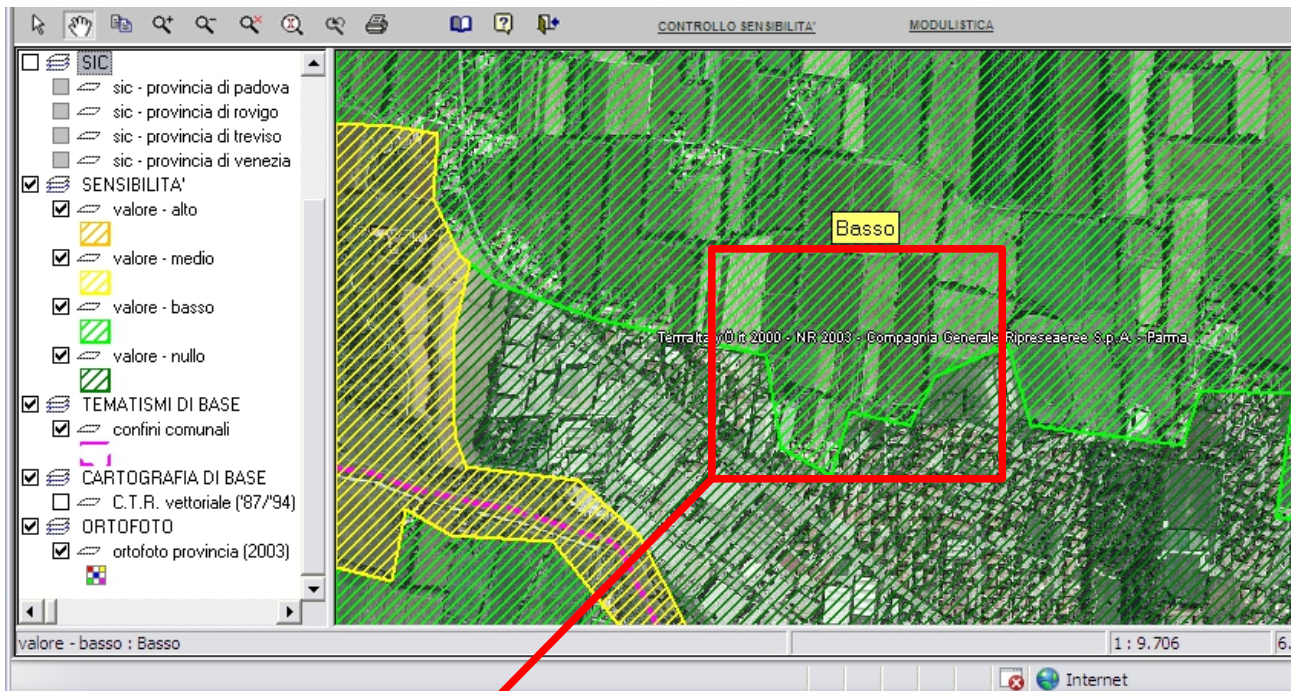 CONTROLLO SENSIBILITA'
MODULISTICA
SIC
sic - provincia di padova
sic - provincia di rovigo
sic - provincia di treviso
sic - provincia di venezia
SENSIBILITA'
valore - alto
valore - medio
valore - basso
valore - nullo
TEMATISMI DI BASE
confini comunali
CARTOGRAFIA DI BASE
C.T.R. vettoriale ('87/'94)
ORTOFOTO
ortofoto provincia (2003)
Basso
2000 - NR 2003 - Compagnia Generale Ripreseaeree S.p.A. - Parma
valore - basso : Basso
1 : 9.706
6.
Internet